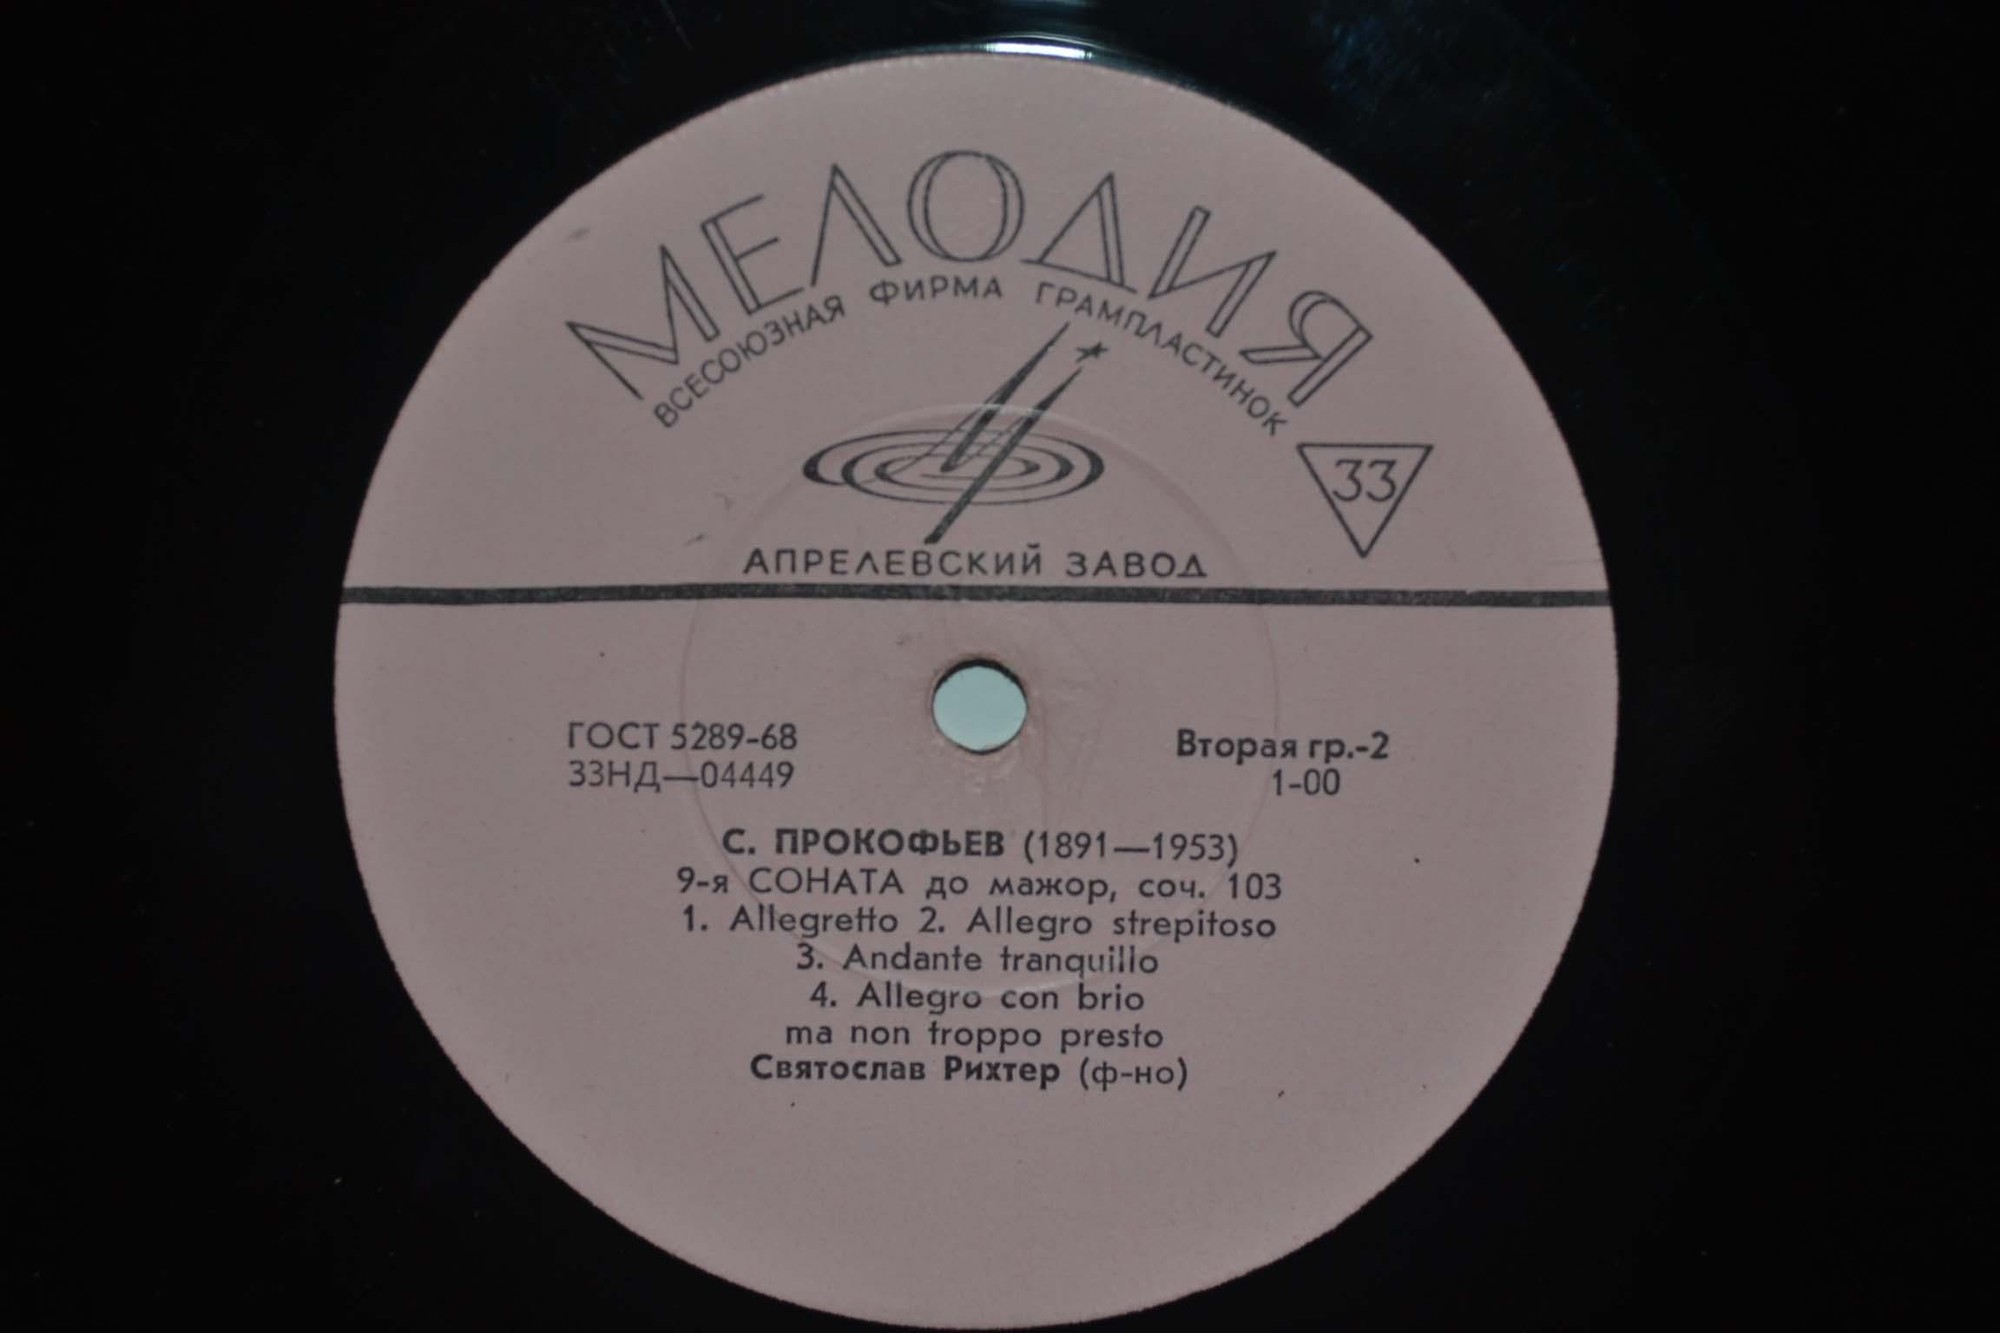 МЕЛОДИЯ
ВСЕСОЮЗНАЯ ФИРМА ГРАМПЛАСТИНОК
33
АПРЕЛЕВСКИЙ ЗАВОД
ГОСТ 5289-68
33НД—04449
Вторая гр.-2
1-00
С. ПРОКОФЬЕВ (1891—1953)
9-я СОНАТА до мажор, соч. 103
1. Allegretto 2. Allegro strepitoso
3. Andante tranquillo
4. Allegro con brio
ma non troppo presto
Святослав Рихтер (ф-но)